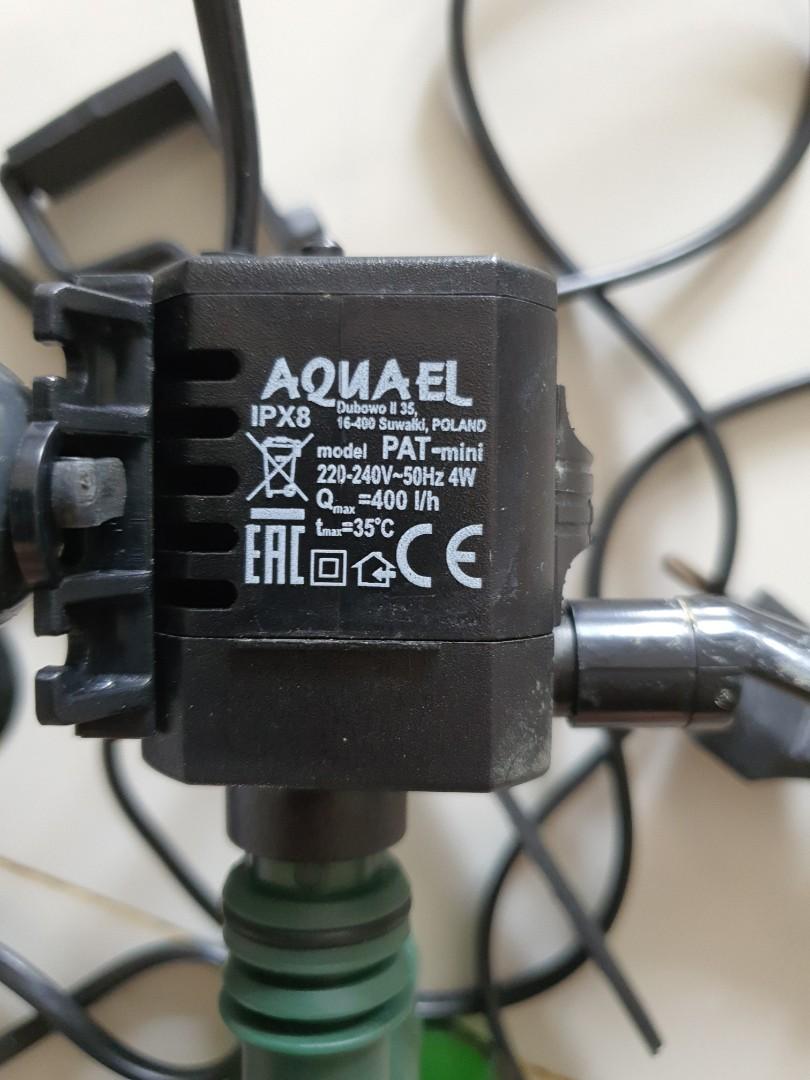 AQUAEL
IPX8
Dubowo II 35,
16-400 Suwałki, POLAND
model PAT-mini
220-240V~50Hz 4W
Qmax =400 l/h
tmax=35°C
EAC CE